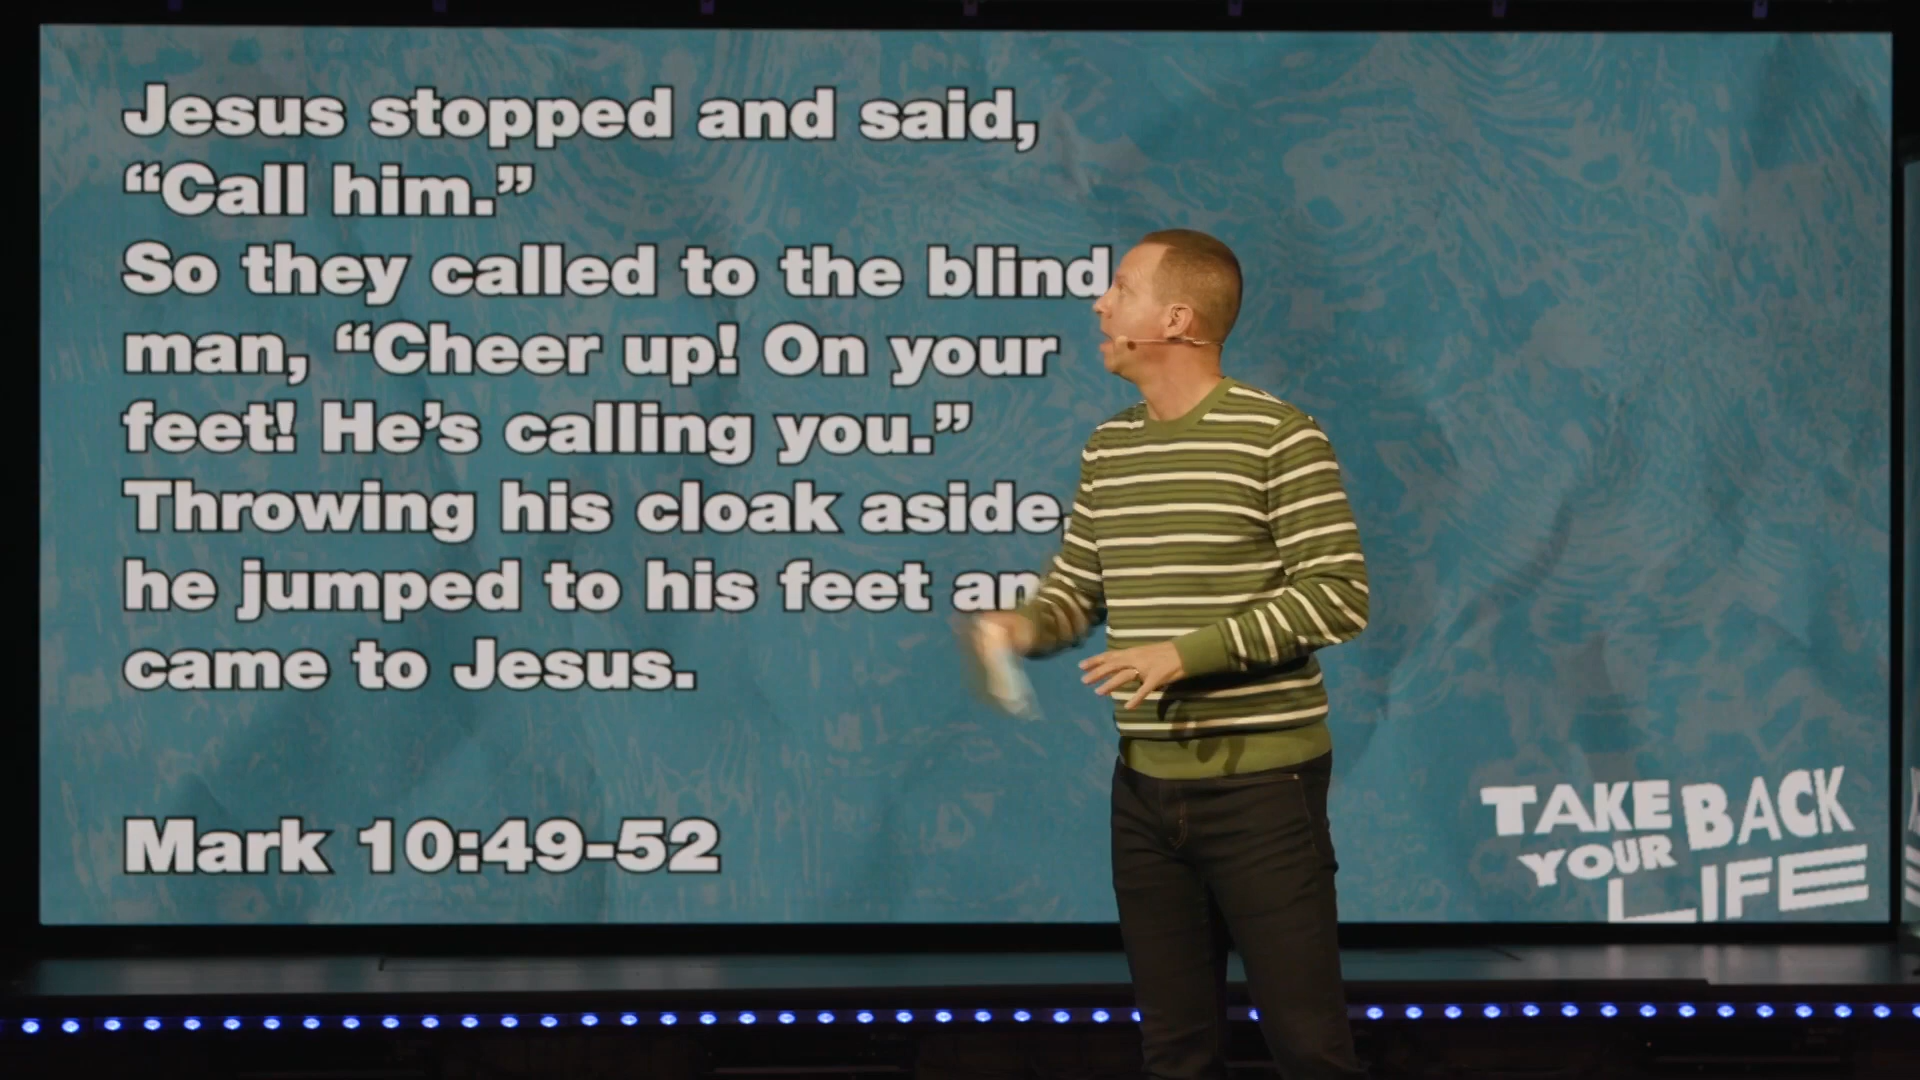 Jesus stopped and said,
“Call him.”
So they called to the blind
man, “Cheer up! On your
feet! He’s calling you.”
Throwing his cloak aside,
he jumped to his feet an
came to Jesus.
Mark 10:49-52
TAKE BACK
YOUR
LIFE